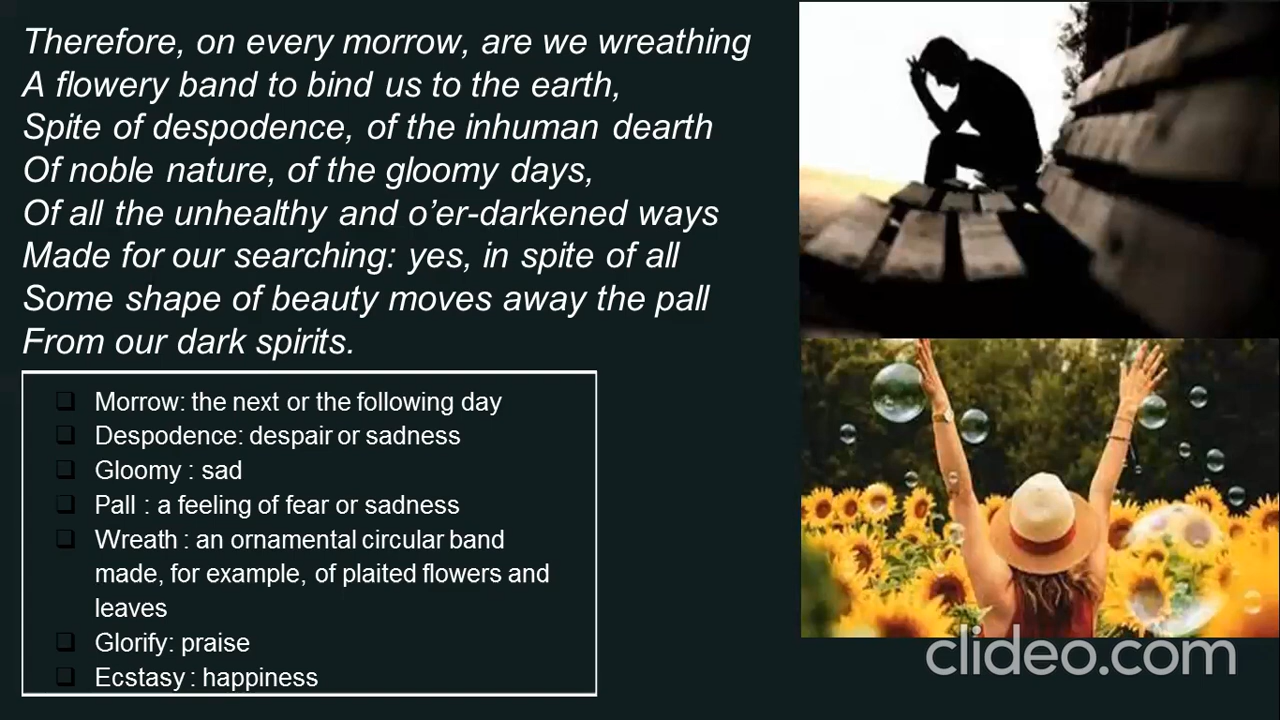 Therefore, on every morrow, are we wreathing
A flowery band to bind us to the earth,
Spite of despodence, of the inhuman dearth
Of noble nature, of the gloomy days,
Of all the unhealthy and o’er-darkened ways
Made for our searching: yes, in spite of all
Some shape of beauty moves away the pall
From our dark spirits.
Morrow: the next or the following day
Despodence: despair or sadness
Gloomy : sad
Pall : a feeling of fear or sadness
Wreath : an ornamental circular band
made, for example, of plaited flowers and
leaves
Glorify: praise
Ecstasy : happiness
clideo.com